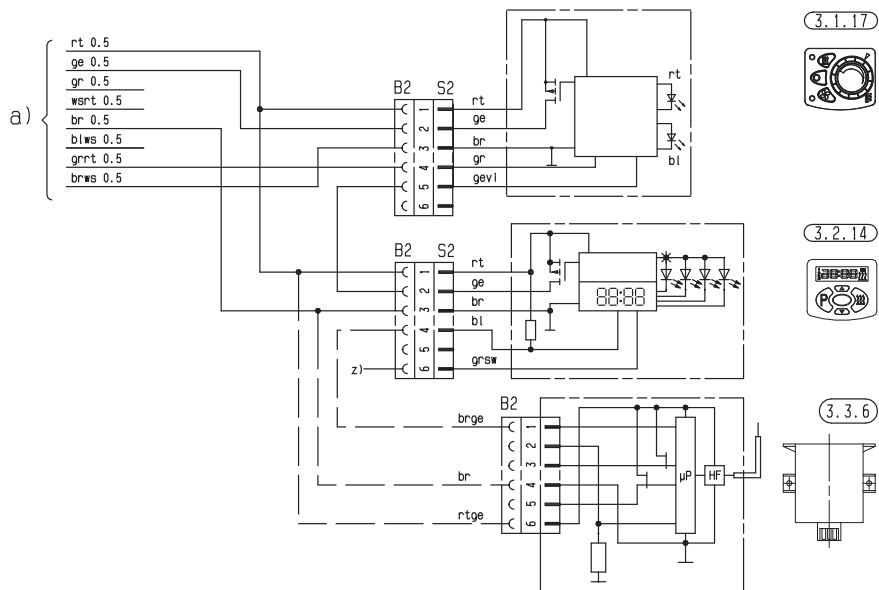 a)
rt 0.5
ge 0.5
gr 0.5
wsrt 0.5
br 0.5
blws 0.5
grrt 0.5
brws 0.5
B2 S2
1 rt
2 ge
3 br
4 gr
5 gevi
6
rt
bl
3.1.17
B2 S2
1 rt
2 ge
3 br
4 bl
5
6 grsw
z)
88:88
3.2.14
88:88
P
B2
brge 1
2
3
br 4
5
rtge 6
µP
HF
3.3.6